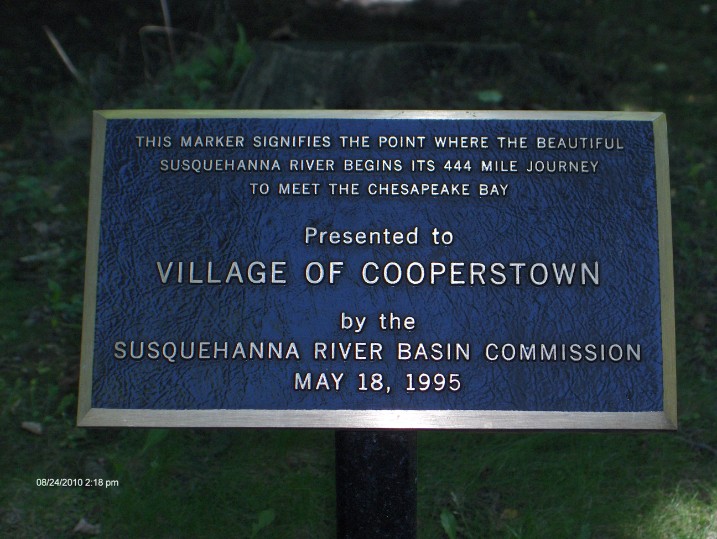 THIS MARKER SIGNIFIES THE POINT WHERE THE BEAUTIFUL
SUSQUEHANNA RIVER BEGINS ITS 444 MILE JOURNEY
TO MEET THE CHESAPEAKE BAY
Presented to
VILLAGE OF COOPERSTOWN
by the
SUSQUEHANNA RIVER BASIN COMMISSION
MAY 18, 1995
08/24/2010 2:18 pm